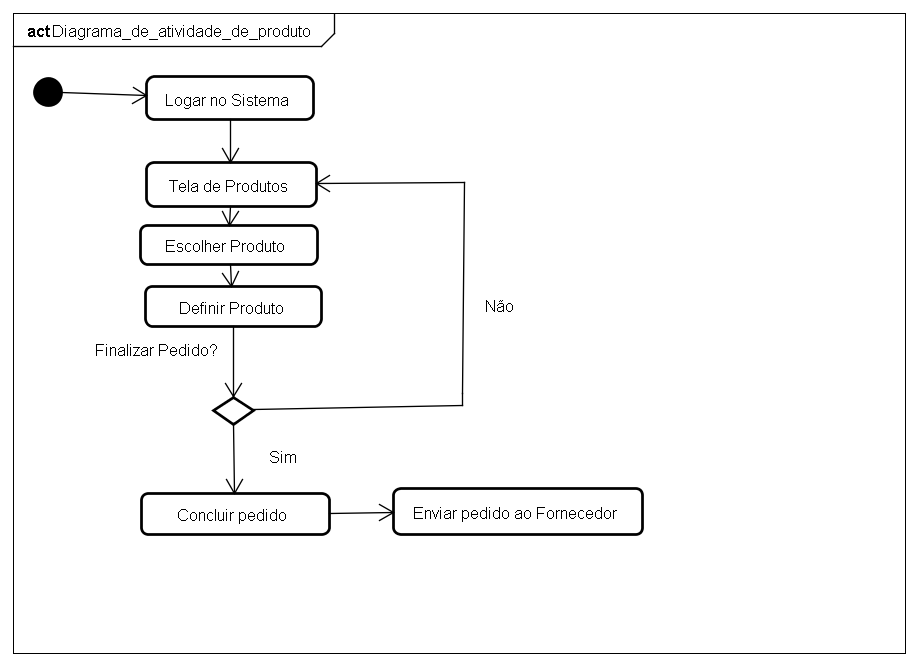 act Diagrama_de_atividade_de_produto
Logar no Sistema
Tela de Produtos
Escolher Produto
Definir Produto
Não
Finalizar Pedido?
Sim
Concluir pedido
Enviar pedido ao Fornecedor